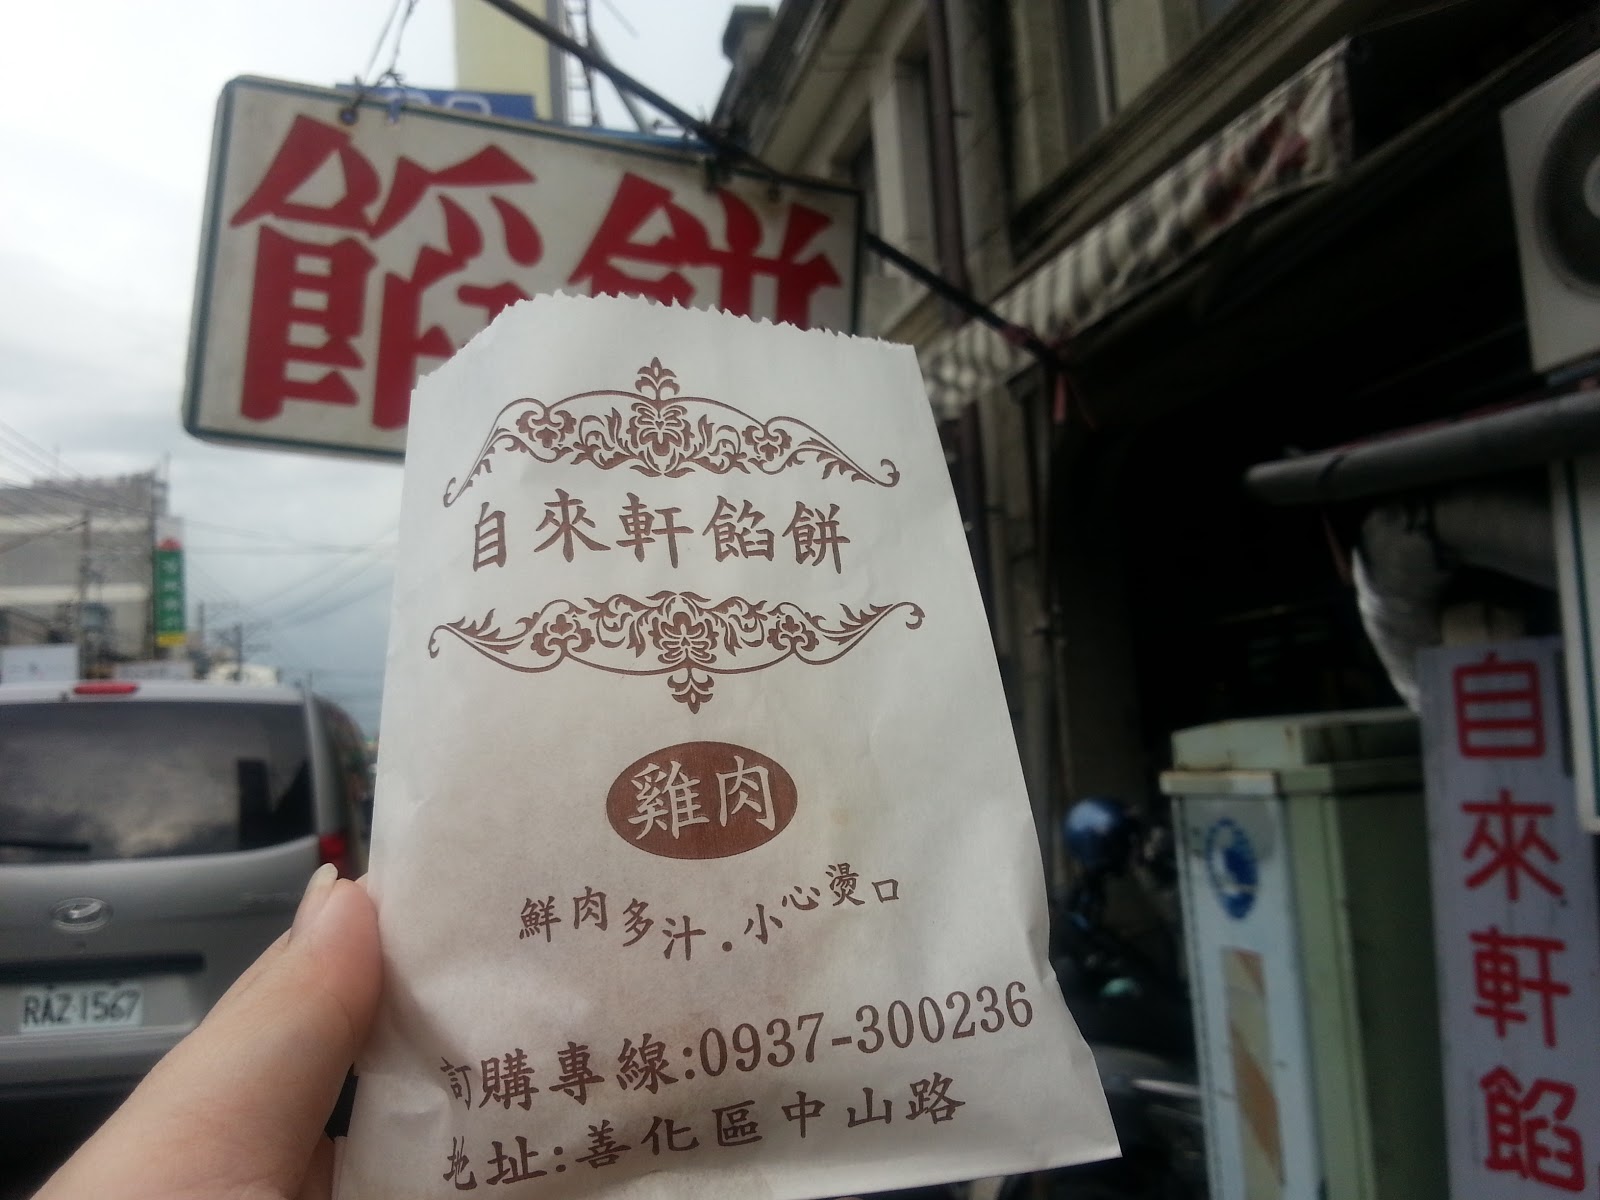 餡餅
自來軒餡餅
雞肉
鮮肉多汁.小心燙口
訂購專線:0937-300236
地址:善化區中山路
RAZ-1567
自來軒餡